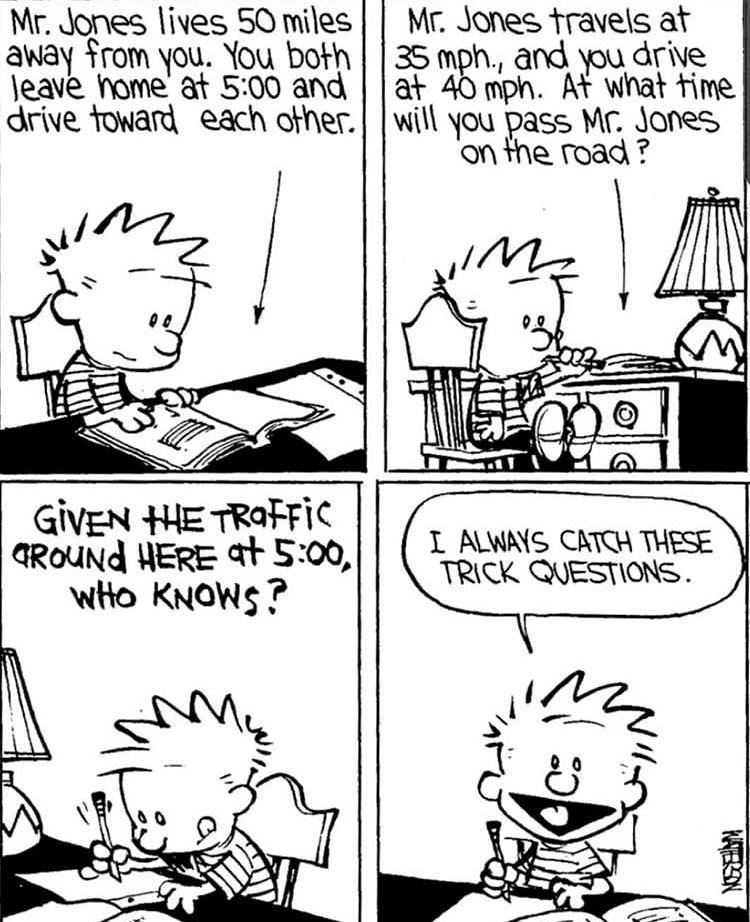 Mr. Jones lives 50 miles
away from you. You both
leave home at 5:00 and
drive toward each other.
Mr. Jones travels at
35 mph., and you drive
at 40 mph. At what time
will you pass Mr. Jones
on the road?
GIVEN THE TRAFFIC
AROUND HERE at 5:00,
WHO KNOWS?
I ALWAYS CATCH THESE
TRICK QUESTIONS.
WATTERSON